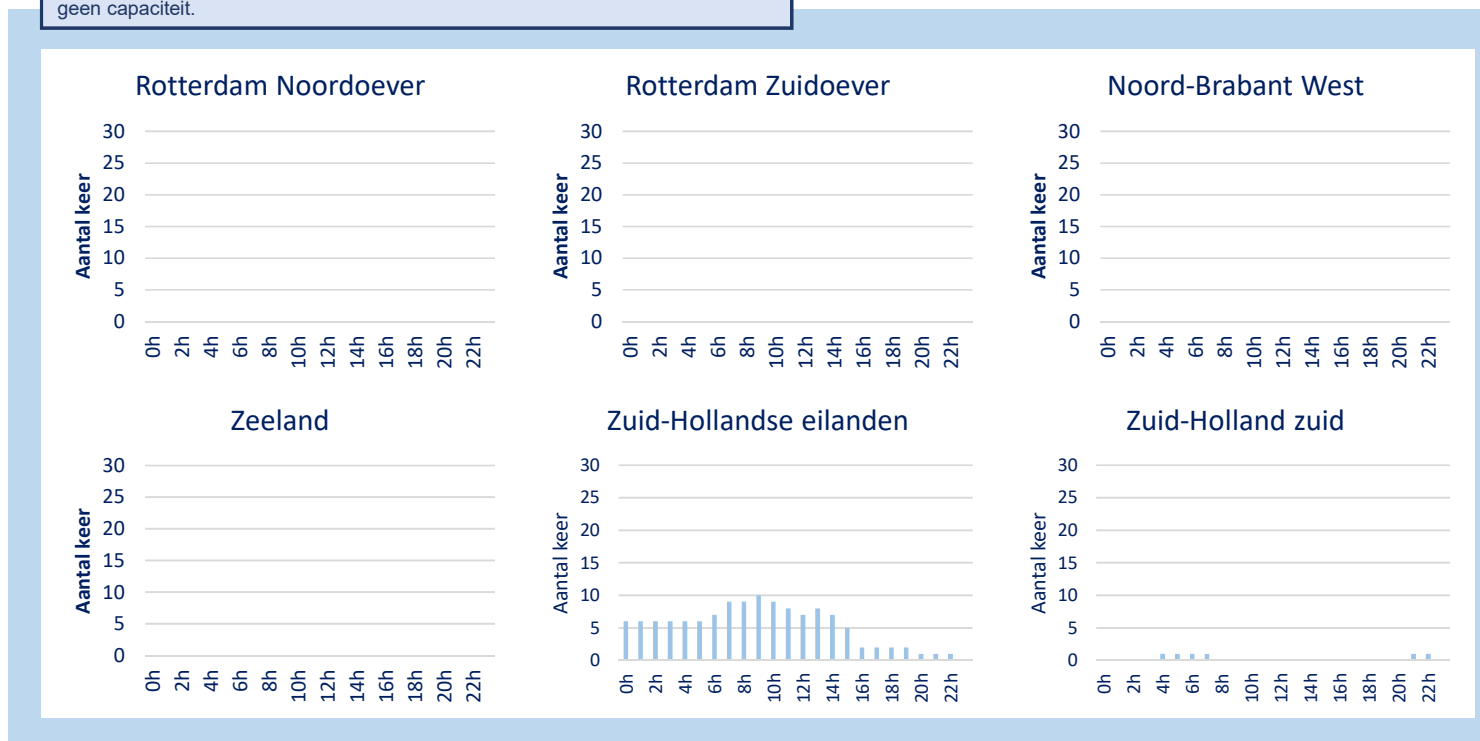 geen capaciteit.
Rotterdam Noordoever
Aantal keer
30
25
20
15
10
5
0
0h 2h 4h 6h 8h 10h 12h 14h 16h 18h 20h 22h
Rotterdam Zuidoever
Aantal keer
30
25
20
15
10
5
0
0h 2h 4h 6h 8h 10h 12h 14h 16h 18h 20h 22h
Noord-Brabant West
Aantal keer
30
25
20
15
10
5
0
0h 2h 4h 6h 8h 10h 12h 14h 16h 18h 20h 22h
Zeeland
Aantal keer
30
25
20
15
10
5
0
0h 2h 4h 6h 8h 10h 12h 14h 16h 18h 20h 22h
Zuid-Hollandse eilanden
Aantal keer
30
25
20
15
10
5
0
0h 2h 4h 6h 8h 10h 12h 14h 16h 18h 20h 22h
Zuid-Holland zuid
Aantal keer
30
25
20
15
10
5
0
0h 2h 4h 6h 8h 10h 12h 14h 16h 18h 20h 22h